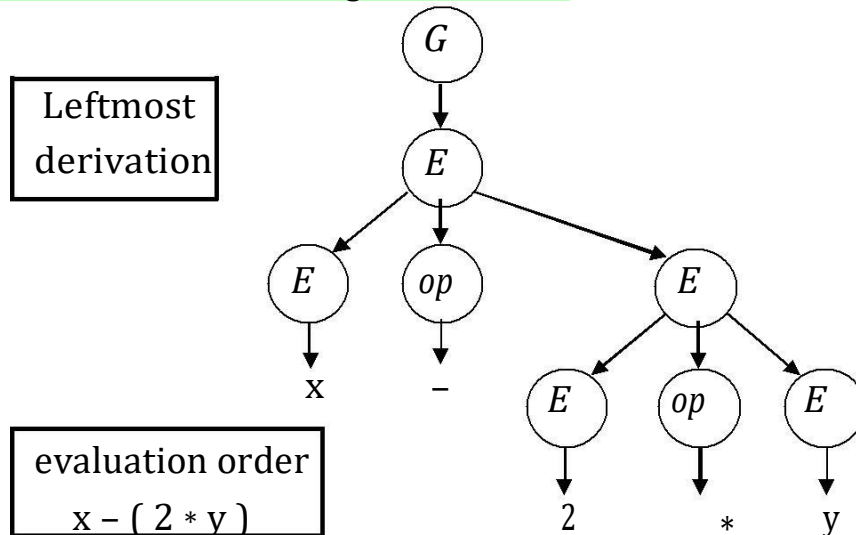 G
Leftmost
derivation
E
E op E
x –
E op E
evaluation order
x – ( 2 * y )
2 * y